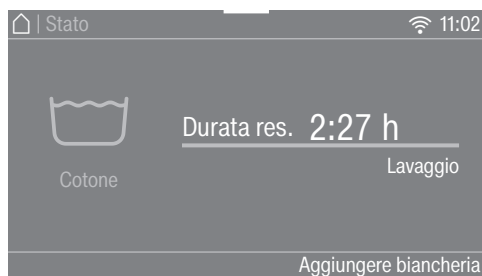 | Stato
11:02
Durata res. 2:27 h
Lavaggio
Cotone
Aggiungere biancheria